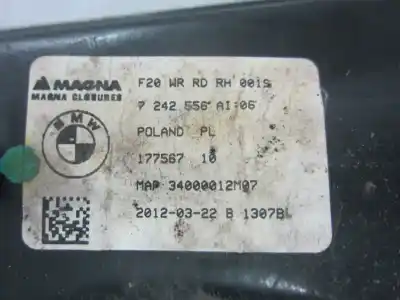 MAGNA
MAGNA CLOSURES
BMW
F20 WR RD RH 001S
7 242 556 AI:06
POLAND PL
177567 10
MAP 34000012M07
2012-03-22 B 1307B